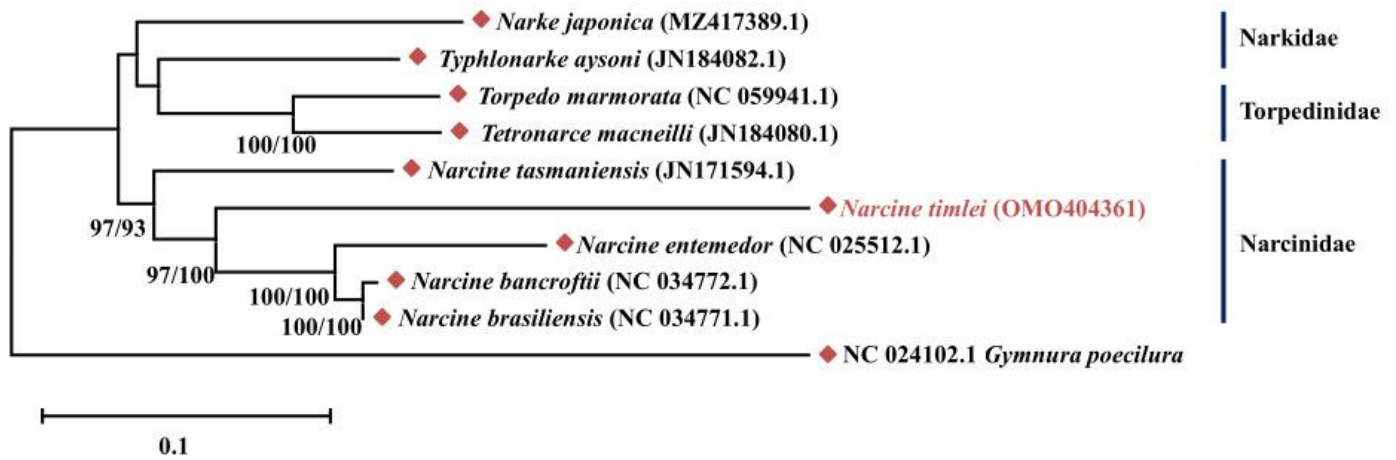 Narke japonica (MZ417389.1)
Narkidae
Typhlonarke aysoni (JN184082.1)
Torpedo marmorata (NC 059941.1)
Torpedinidae
Tetronarce macneilli (JN184080.1)
100/100
Narcine tasmaniensis (JN171594.1)
Narcine timlei (OMO404361)
97/93
Narcine entemedor (NC 025512.1)
Narcinidae
97/100
Narcine bancroftii (NC 034772.1)
100/100
Narcine brasiliensis (NC 034771.1)
100/100
NC 024102.1 Gymnura poecilura
0.1